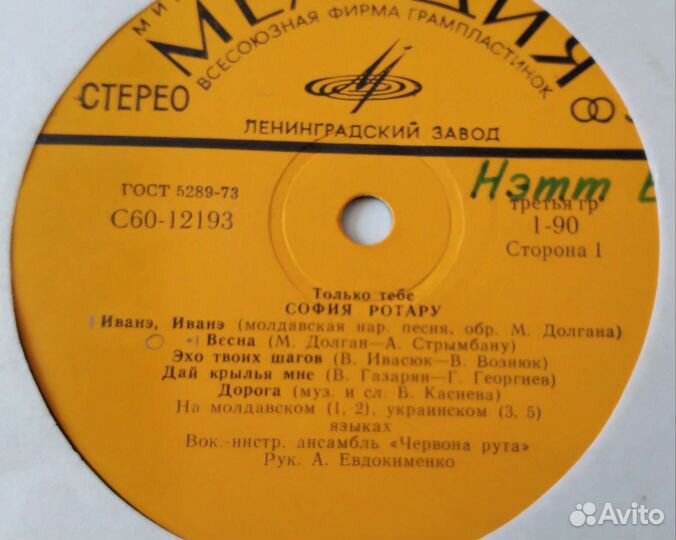 МЕЛОДИЯ
ВСЕСОЮЗНАЯ ФИРМА ГРАМПЛАСТИНОК
СТЕРЕО
ЛЕНИНГРАДСКИЙ ЗАВОД
ГОСТ 5289-73
Нэтт
С60-12193
третья гр
1-90
Сторона 1
Только тебе
СОФИЯ РОТАРУ
Иванэ, Иванэ (молдавская нар. песня, обр. М. Долгана)
Весна (М. Долган—А. Стрымбану)
Эхо твоих шагов (В. Ивасюк—В. Вознюк)
Дай крылья мне (В. Газарян—Г. Георгиев)
Дорога (муз. и сл. Б. Касиева)
На молдавском (1, 2), украинском (3, 5)
языках
Вок.-инстр. ансамбль «Червона рута»
Рук. А. Евдокименко
Avito